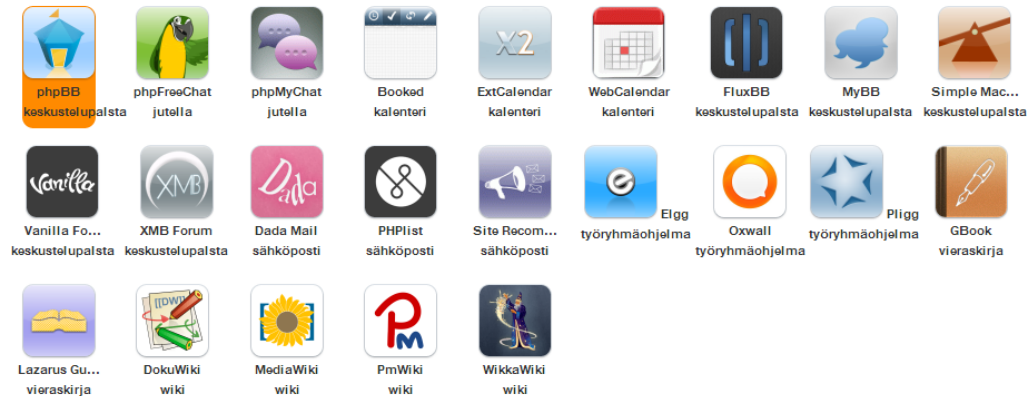 X2
phpBB phpFreeChat phpMyChat Booked ExtCalendar WebCalendar FluxBB MyBB Simple Mac...
keskustelupalsta jutella jutella kalenteri kalenteri kalenteri keskustelupalsta keskustelupalsta keskustelupalsta
Vanilla XMB Dada e
Elgg Pligg
Vanilla Fo... XMB Forum Dada Mail PHPlist Site Recom... työryhmäohjelma Oxwall työryhmäohjelma GBook
keskustelupalsta keskustelupalsta sähköposti sähköposti sähköposti työryhmäohjelma vieraskirja
[[DW]] PM
Lazarus Gu... DokuWiki MediaWiki PmWiki WikkaWiki
vieraskirja wiki wiki wiki wiki